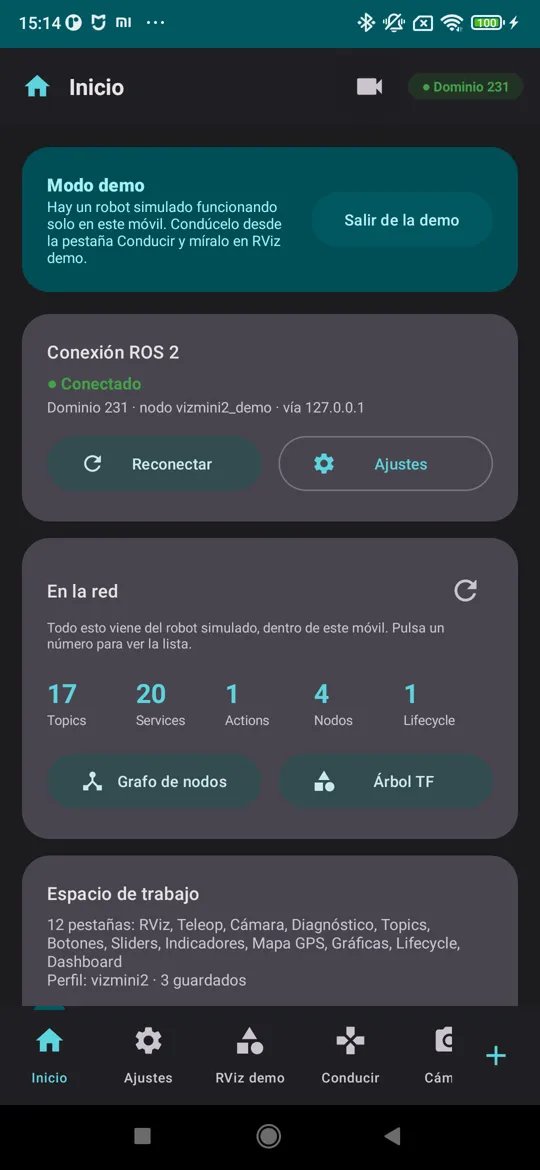 15:14
100
Inicio
● Dominio 231
Modo demo
Hay un robot simulado funcionando
solo en este móvil. Condúcelo desde
la pestaña Conducir y míralo en RViz
demo.
Salir de la demo
Conexión ROS 2
● Conectado
Dominio 231 · nodo vizmini2_demo · vía 127.0.0.1
Reconectar
Ajustes
En la red
Todo esto viene del robot simulado, dentro de este móvil. Pulsa un
número para ver la lista.
17 20 1 4 1
Topics Services Actions Nodos Lifecycle
Grafo de nodos
Árbol TF
Espacio de trabajo
12 pestañas: RViz, Teleop, Cámara, Diagnóstico, Topics,
Botones, Sliders, Indicadores, Mapa GPS, Gráficas, Lifecycle,
Dashboard
Perfil: vizmini2 · 3 guardados
Inicio Ajustes RViz demo Conducir Cám